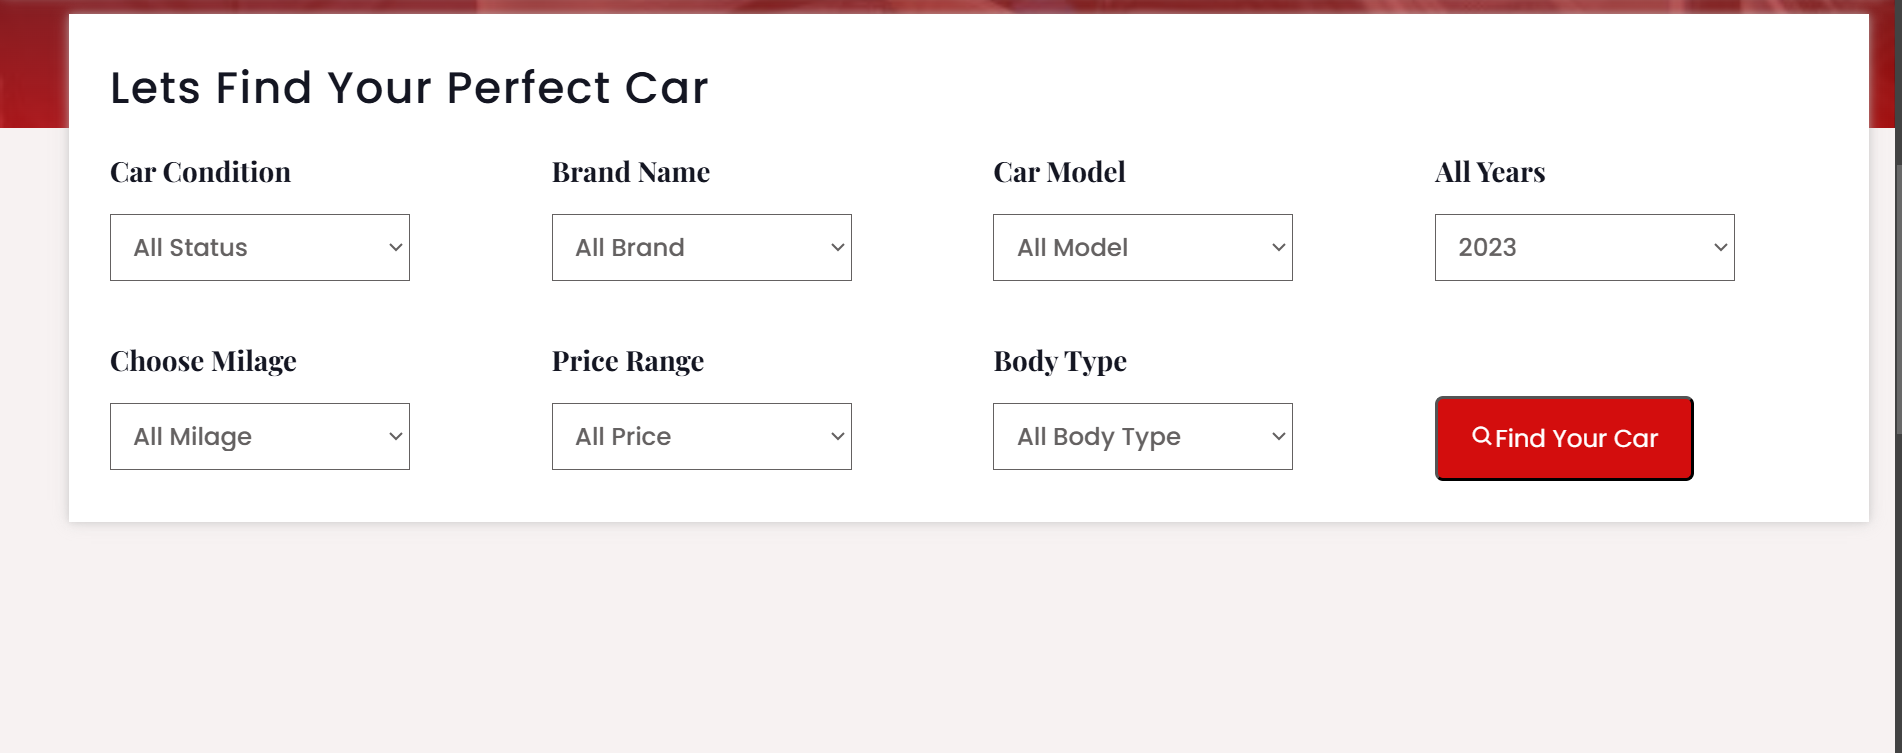 Lets Find Your Perfect Car
Car Condition
Brand Name
Car Model
All Years
All Status
All Brand
All Model
2023
Choose Milage
Price Range
Body Type
All Milage
All Price
All Body Type
Find Your Car